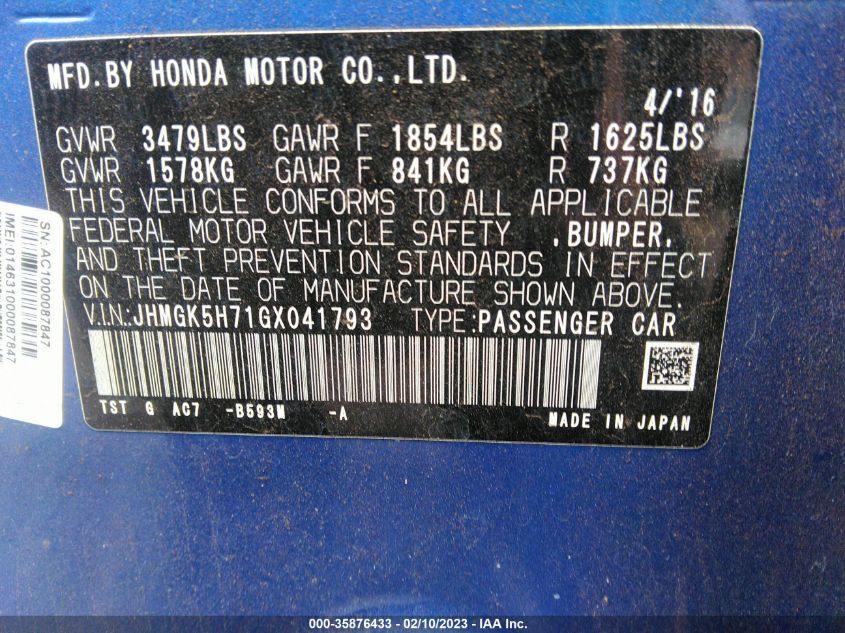 MFD.BY HONDA MOTOR CO.,LTD.
4/'16
GVWR 3479LBS GAWR F 1854LBS R 1625LBS
GVWR 1578KG GAWR F 841KG R 737KG
THIS VEHICLE CONFORMS TO ALL APPLICABLE
FEDERAL MOTOR VEHICLE SAFETY ,BUMPER,
AND THEFT PREVENTION STANDARDS IN EFFECT
ON THE DATE OF MANUFACTURE SHOWN ABOVE.
V.I.N.:JHMGK5H71GX041793 TYPE:PASSENGER CAR
TST G AC7 -B593M -A
MADE IN JAPAN
SN: AC1000087847
IMEI:014631000087847
000-35876433 - 02/10/2023 - IAA Inc.